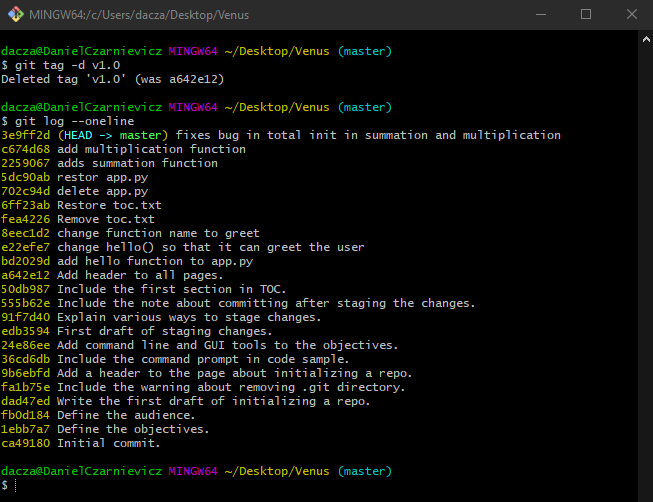 MINGW64:/c/Users/dacza/Desktop/Venus
dacza@DanielCzarnievicz MINGW64 ~/Desktop/Venus (master)
$ git tag -d v1.0
Deleted tag 'v1.0' (was a642e12)
dacza@DanielCzarnievicz MINGW64 ~/Desktop/Venus (master)
$ git log --oneline
3e9ff2d (HEAD -> master) fixes bug in total init in summation and multiplication
c674d68 add multiplication function
2259067 adds summation function
5dc90ab restor app.py
702c94d delete app.py
6ff23ab Restore toc.txt
fea4226 Remove toc.txt
8eec1d2 change function name to greet
e22efe7 change hello() so that it can greet the user
bd2029d add hello function to app.py
a642e12 Add header to all pages.
50db987 Include the first section in TOC.
555b62e Include the note about committing after staging the changes.
91f7d40 Explain various ways to stage changes.
edb3594 First draft of staging changes.
24e86ee Add command line and GUI tools to the objectives.
36cd6db Include the command prompt in code sample.
9b6ebfd Add a header to the page about initializing a repo.
fa1b75e Include the warning about removing .git directory.
dad47ed Write the first draft of initializing a repo.
fb0d184 Define the audience.
1ebb7a7 Define the objectives.
ca49180 Initial commit.
dacza@DanielCzarnievicz MINGW64 ~/Desktop/Venus (master)
$